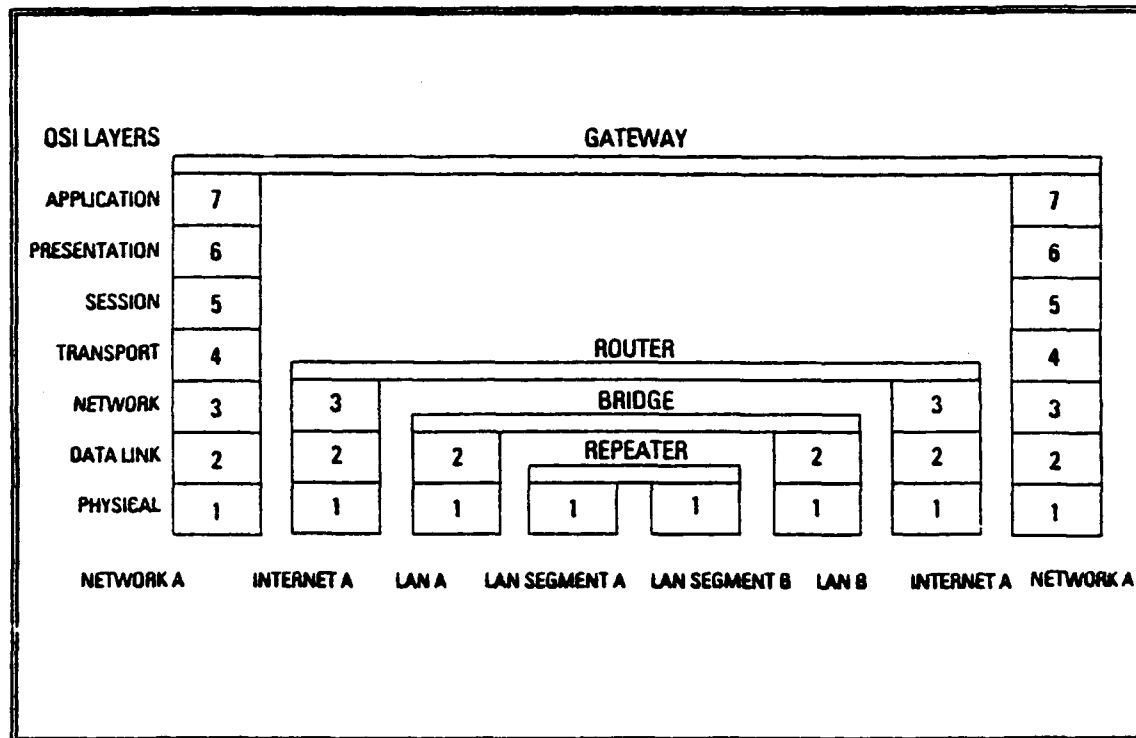 OSI LAYERS GATEWAY
APPLICATION 7 7
PRESENTATION 6 6
SESSION 5 5
TRANSPORT 4 ROUTER 4
NETWORK 3 3 BRIDGE 3 3
DATA LINK 2 2 2 REPEATER 2 2 2
PHYSICAL 1 1 1 1 1 1 1 1
NETWORK A INTERNET A LAN A LAN SEGMENT A LAN SEGMENT B LAN B INTERNET A NETWORK A